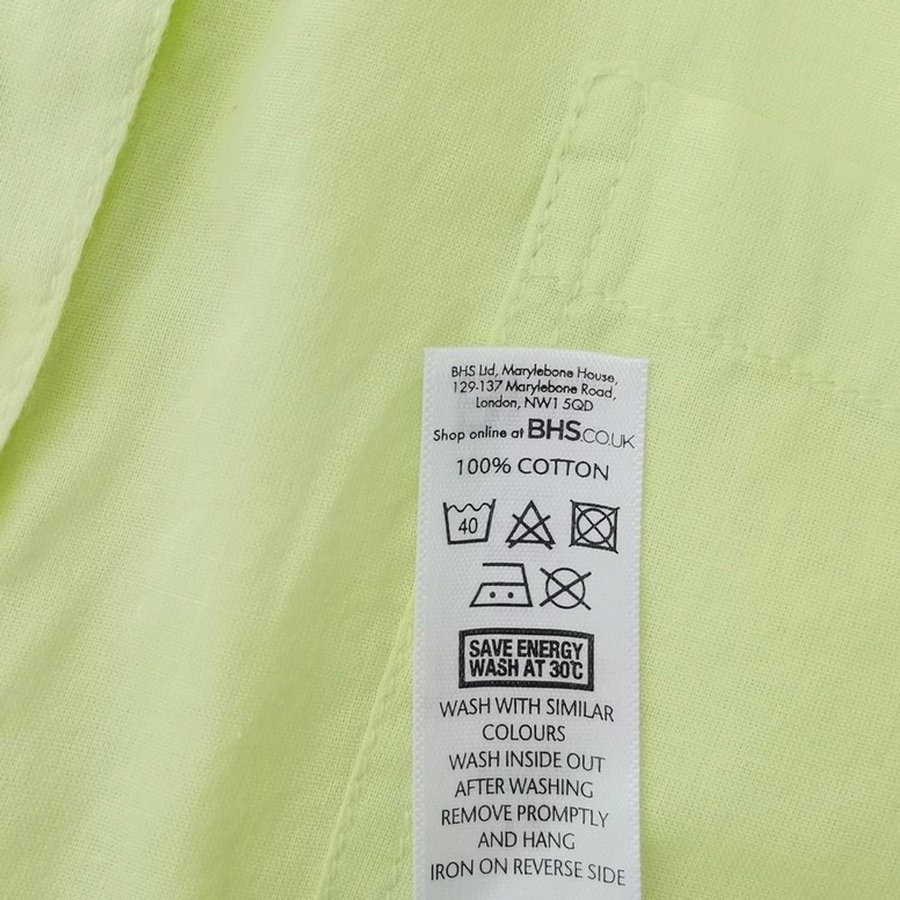 BHS Ltd, Marylebone House,
129-137 Marylebone Road,
London, NW1 5QD
Shop online at BHS.CO.UK
100% COTTON
40
SAVE ENERGY
WASH AT 30°C
WASH WITH SIMILAR
COLOURS
WASH INSIDE OUT
AFTER WASHING
REMOVE PROMPTLY
AND HANG
IRON ON REVERSE SIDE